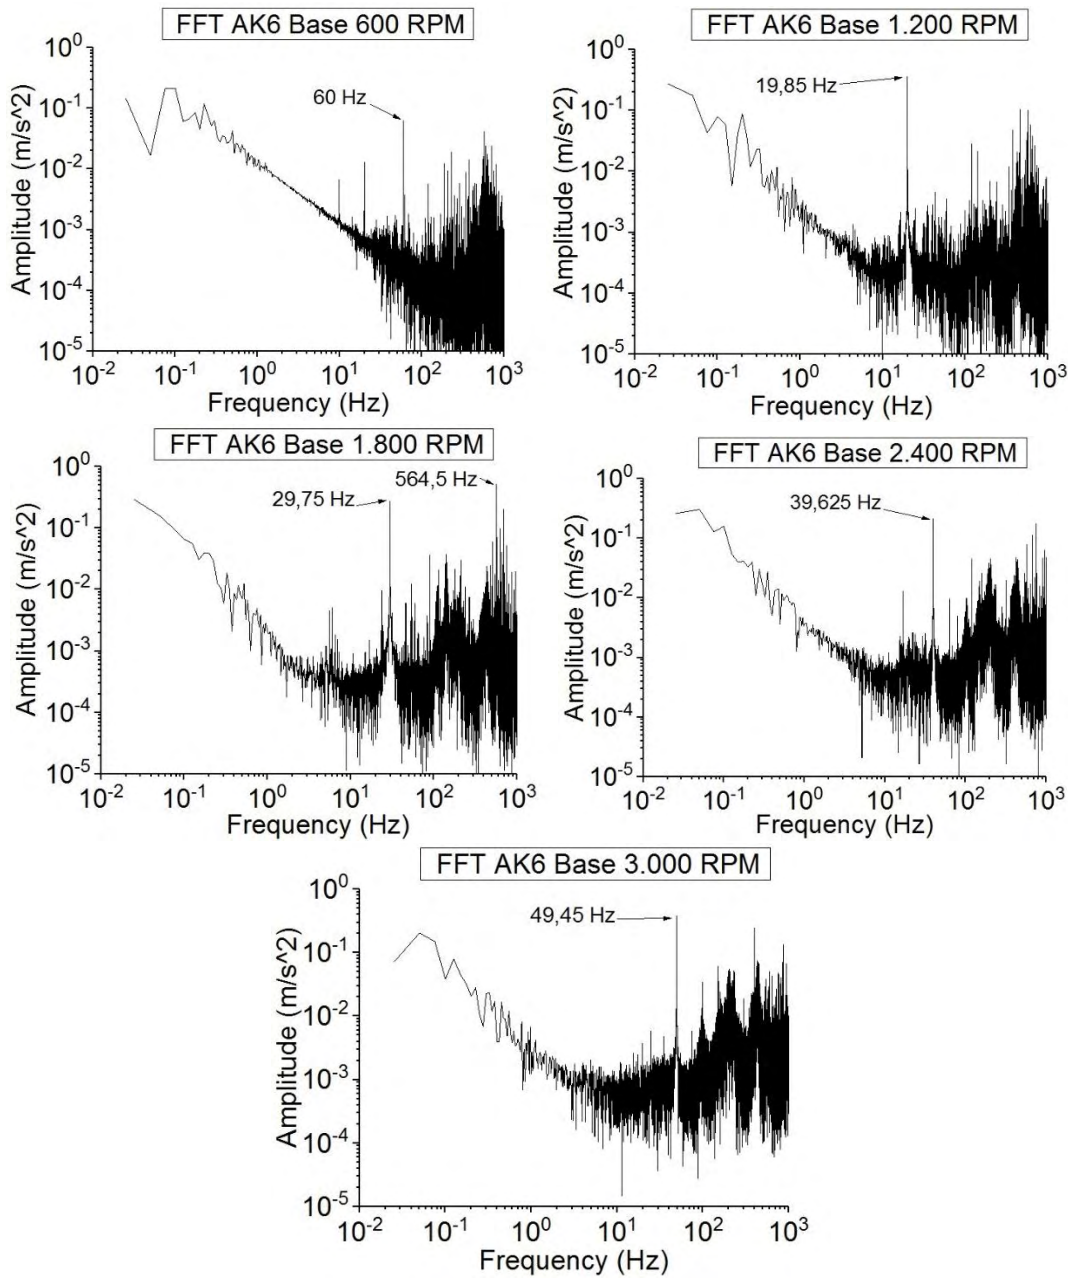 FFT AK6 Base 600 RPM
10^0
10^-1
10^-2
10^-3
10^-4
10^-5
Amplitude (m/s^2)
60 Hz
10^-2 10^-1 10^0 10^1 10^2 10^3
Frequency (Hz)
FFT AK6 Base 1.200 RPM
10^0
10^-1
10^-2
10^-3
10^-4
10^-5
Amplitude (m/s^2)
19,85 Hz
10^-2 10^-1 10^0 10^1 10^2 10^3
Frequency (Hz)
FFT AK6 Base 1.800 RPM
10^0
10^-1
10^-2
10^-3
10^-4
10^-5
Amplitude (m/s^2)
29,75 Hz
564,5 Hz
10^-2 10^-1 10^0 10^1 10^2 10^3
Frequency (Hz)
FFT AK6 Base 2.400 RPM
10^0
10^-1
10^-2
10^-3
10^-4
10^-5
Amplitude (m/s^2)
39,625 Hz
10^-2 10^-1 10^0 10^1 10^2 10^3
Frequency (Hz)
FFT AK6 Base 3.000 RPM
10^0
10^-1
10^-2
10^-3
10^-4
10^-5
Amplitude (m/s^2)
49,45 Hz
10^-2 10^-1 10^0 10^1 10^2 10^3
Frequency (Hz)